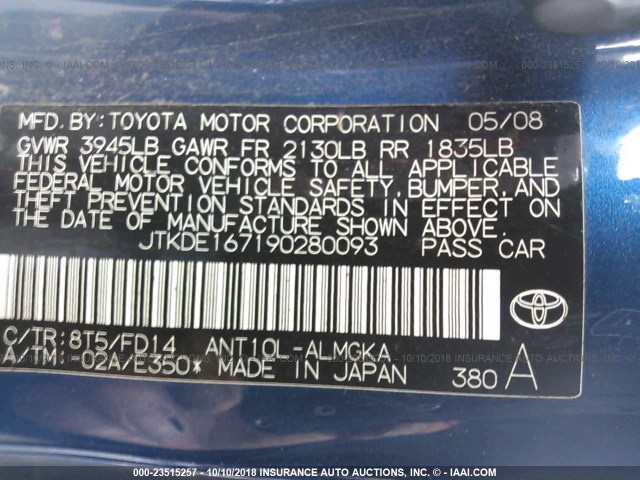 MFD.BY:TOYOTA MOTOR CORPORATION 05/08
GVWR 3945LB GAWR FR 2130LB RR 1835LB
THIS VEHICLE CONFORMS TO ALL APPLICABLE
FEDERAL MOTOR VEHICLE SAFETY,BUMPER,AND
THEFT PREVENTION STANDARDS IN EFFECT ON
THE DATE OF MANUFACTURE SHOWN ABOVE.
JTKDE167190280093 PASS CAR
C/TR:8T5/FD14 ANT10L-ALMGKA
A/TM:-02A/E350* MADE IN JAPAN
380A
000-23515257 - 10/10/2018 INSURANCE AUTO AUCTIONS, INC. - © IAAI.COM